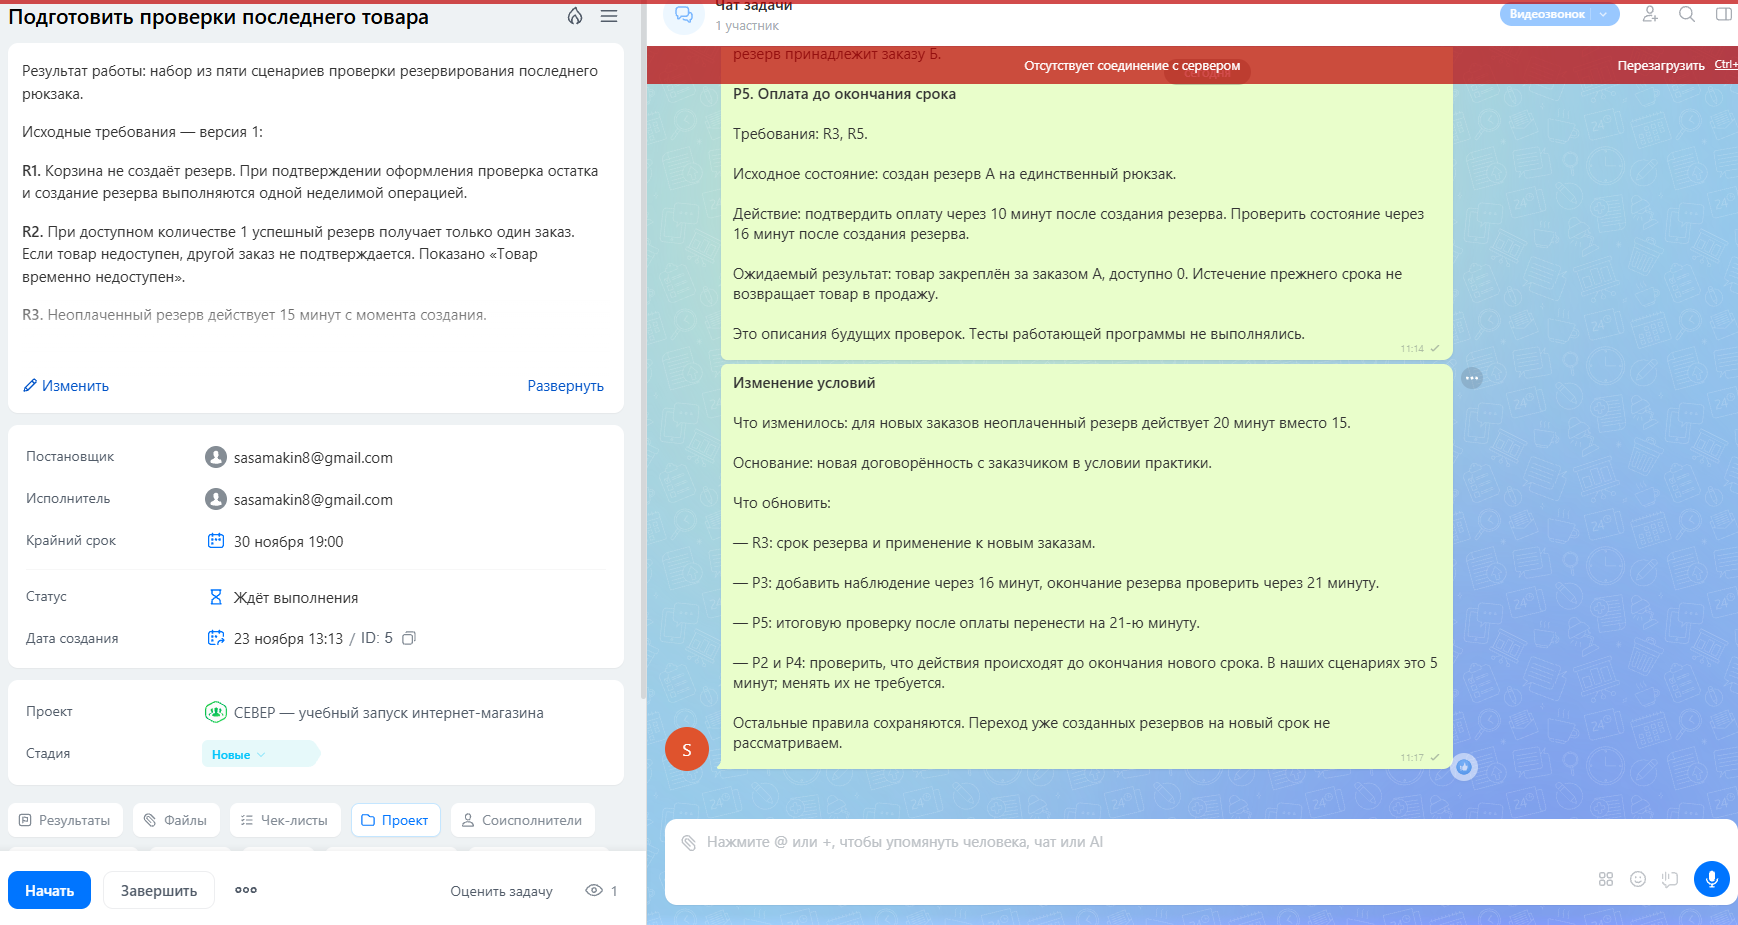 Подготовить проверки последнего товара
Результат работы: набор из пяти сценариев проверки резервирования последнего
рюкзака.
Исходные требования — версия 1:
R1. Корзина не создаёт резерв. При подтверждении оформления проверка остатка
и создание резерва выполняются одной неделимой операцией.
R2. При доступном количестве 1 успешный резерв получает только один заказ.
Если товар недоступен, другой заказ не подтверждается. Показано «Товар
временно недоступен».
R3. Неоплаченный резерв действует 15 минут с момента создания.
Изменить
Развернуть
Постановщик
sasamakin8@gmail.com
Исполнитель
sasamakin8@gmail.com
Крайний срок
30 ноября 19:00
Статус
Ждёт выполнения
Дата создания
23 ноября 13:13 / ID: 5
Проект
СЕВЕР — учебный запуск интернет-магазина
Стадия
Новые
Результаты
Файлы
Чек-листы
Проект
Соисполнители
Начать
Завершить
Оценить задачу
1
Чат задачи
1 участник
Видеозвонок
резерв принадлежит заказу Б.
Отсутствует соединение с сервером
Перезагрузить
Ctrl+
P5. Оплата до окончания срока
Требования: R3, R5.
Исходное состояние: создан резерв А на единственный рюкзак.
Действие: подтвердить оплату через 10 минут после создания резерва. Проверить состояние через
16 минут после создания резерва.
Ожидаемый результат: товар закреплён за заказом А, доступно 0. Истечение прежнего срока не
возвращает товар в продажу.
Это описания будущих проверок. Тесты работающей программы не выполнялись.
11:14
Изменение условий
Что изменилось: для новых заказов неоплаченный резерв действует 20 минут вместо 15.
Основание: новая договорённость с заказчиком в условии практики.
Что обновить:
— R3: срок резерва и применение к новым заказам.
— P3: добавить наблюдение через 16 минут, окончание резерва проверить через 21 минуту.
— P5: итоговую проверку после оплаты перенести на 21-ю минуту.
— P2 и P4: проверить, что действия происходят до окончания нового срока. В наших сценариях это 5
минут; менять их не требуется.
Остальные правила сохраняются. Переход уже созданных резервов на новый срок не
рассматриваем.
11:17
S
Нажмите @ или +, чтобы упомянуть человека, чат или AI